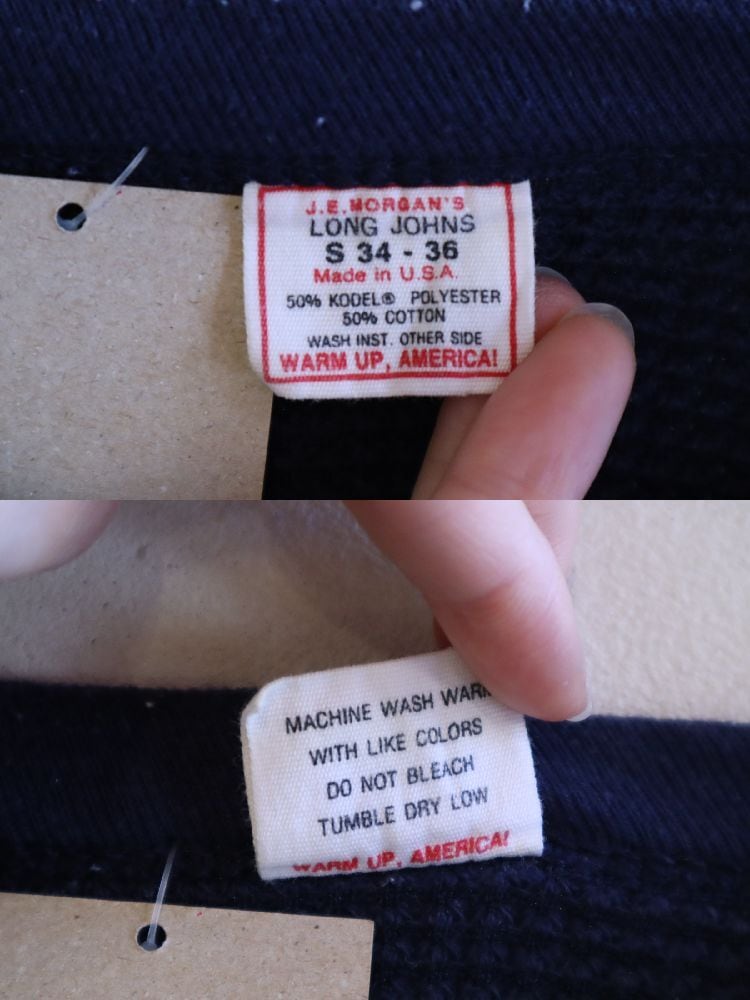 J.E.MORGAN'S
LONG JOHNS
S 34 - 36
Made in U.S.A.
50% KODEL® POLYESTER
50% COTTON
WASH INST. OTHER SIDE
WARM UP, AMERICA!
MACHINE WASH WARM
WITH LIKE COLORS
DO NOT BLEACH
TUMBLE DRY LOW
WARM UP, AMERICA!